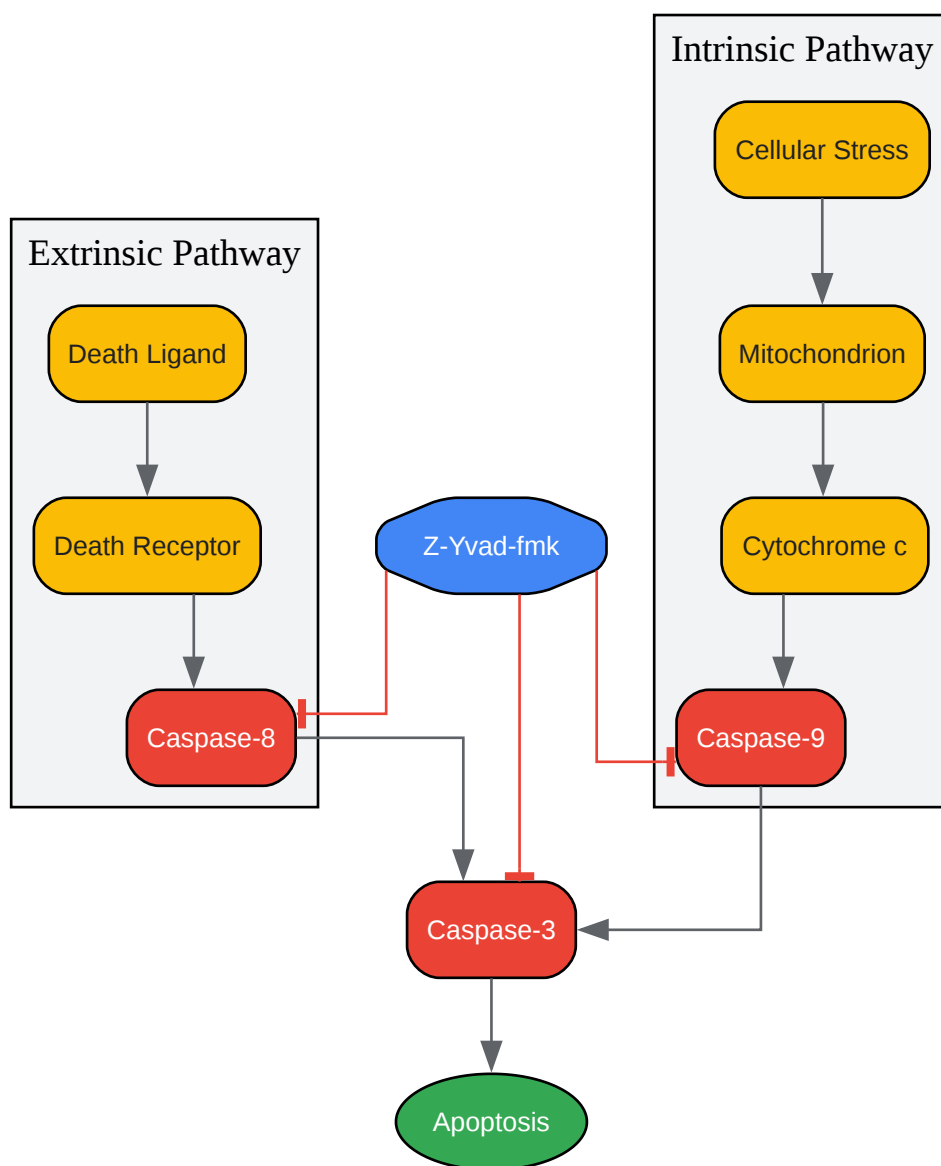 Intrinsic Pathway
Cellular Stress
Extrinsic Pathway
Death Ligand
Mitochondrion
Death Receptor
Z-Yvad-fmk
Cytochrome c
Caspase-8
Caspase-9
Caspase-3
Apoptosis